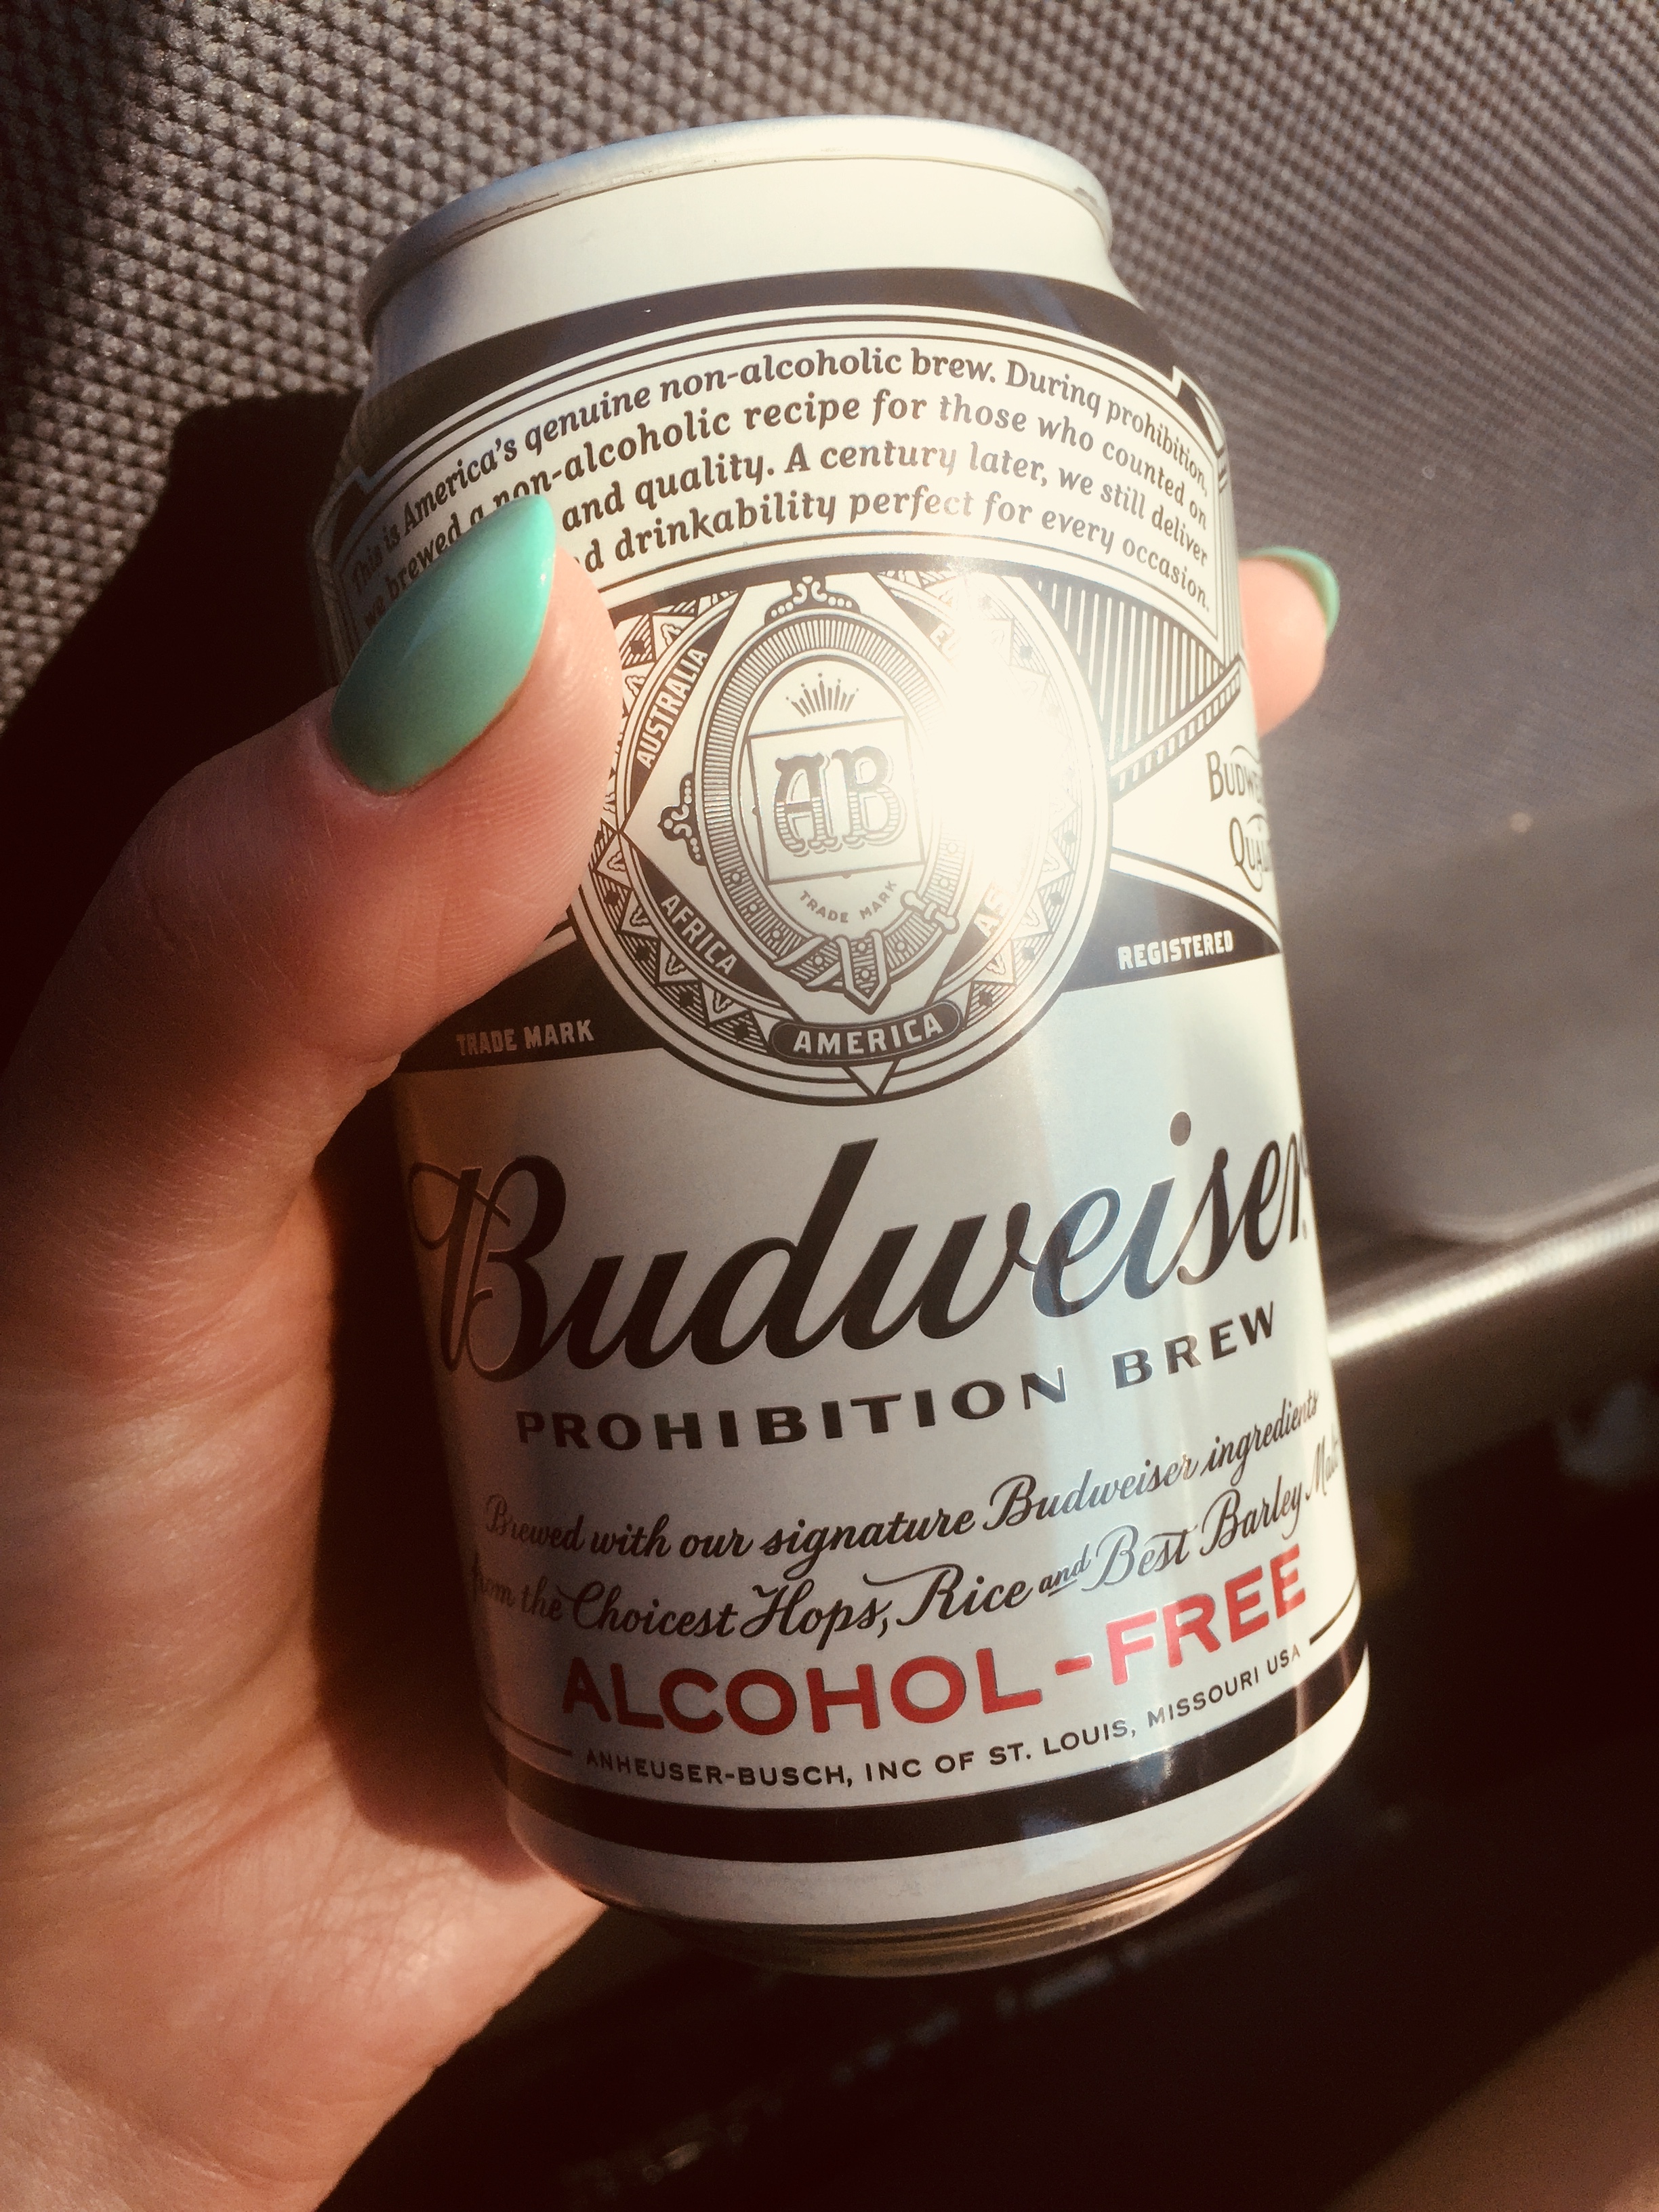 This is America's genuine non-alcoholic brew. During prohibition,
we brewed a non-alcoholic recipe for those who counted on
and quality. A century later, we still deliver
drinkability perfect for every occasion.
AUSTRALIA
AB
TRADE MARK
AFRICA
AMERICA
TRADE MARK
REGISTERED
Budweiser
PROHIBITION BREW
Brewed with our signature Budweiser ingredients
from the Choicest Hops, Rice and Best Barley Malt
ALCOHOL-FREE
ANHEUSER-BUSCH, INC OF ST. LOUIS, MISSOURI USA